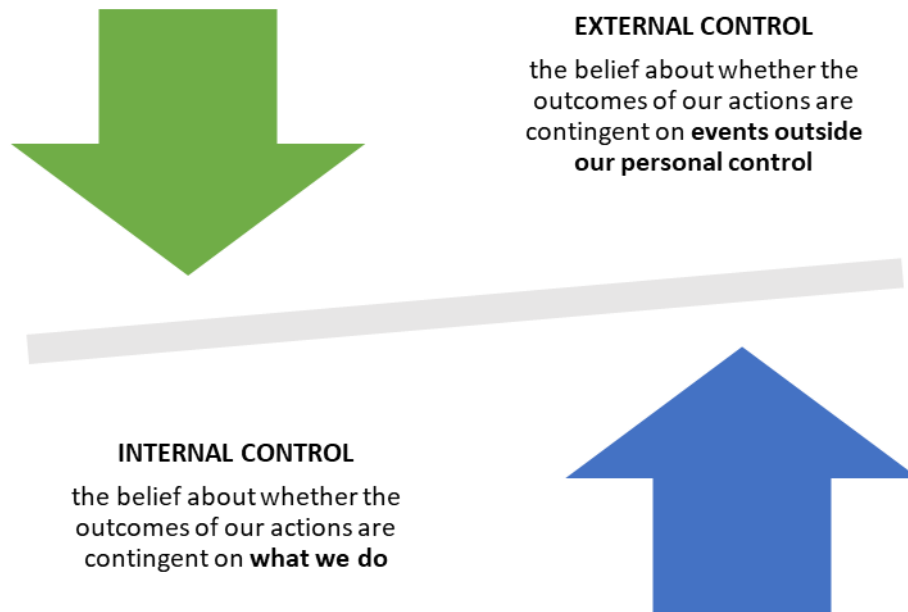 EXTERNAL CONTROL
the belief about whether the
outcomes of our actions are
contingent on events outside
our personal control
INTERNAL CONTROL
the belief about whether the
outcomes of our actions are
contingent on what we do